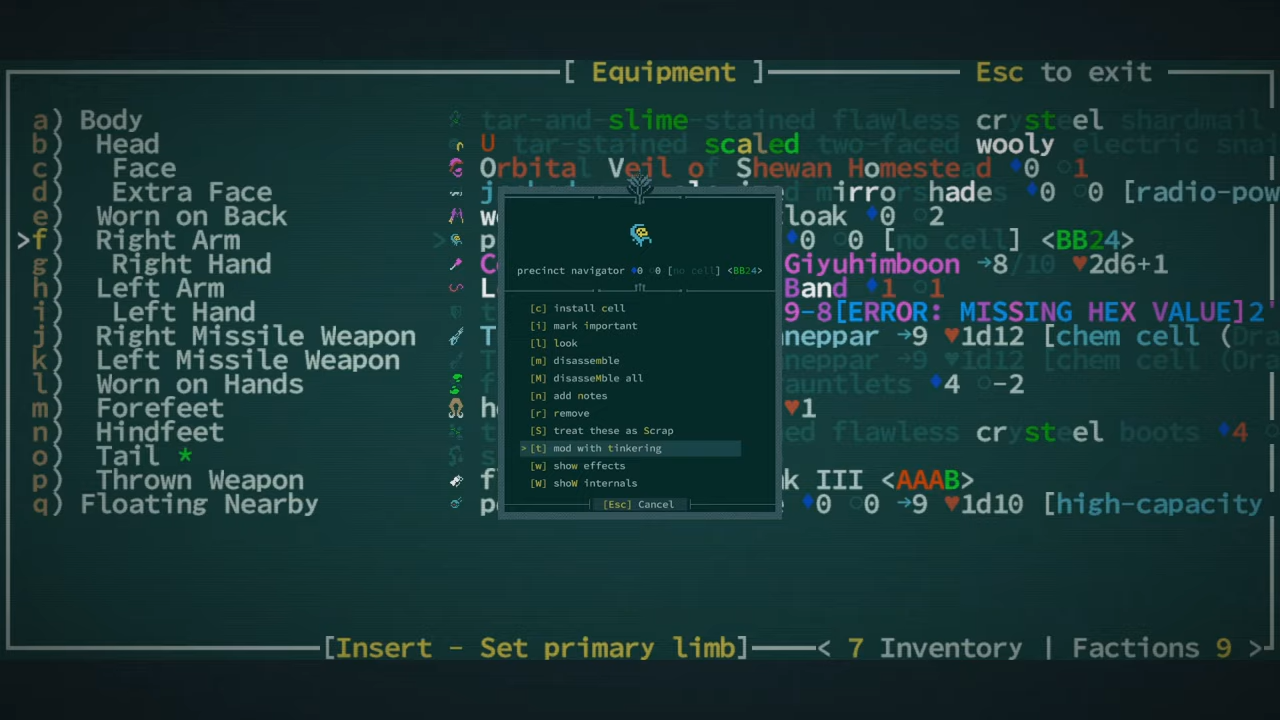 [ Equipment ] Esc to exit
a) Body tar-and-slime-stained flawless crysteel shardmail
b) Head U tar-stained scaled two-faced wooly electric snai
c) Face Orbital Veil of Shewan Homestead ♦0 ○1
d) Extra Face j mirrorshades ♦0 ○0 [radio-pow
e) Worn on Back w cloak ♦0 ○2
>f) Right Arm > p ♦0 ○0 [no cell] <BB24>
g) Right Hand Giyuhimboon →8/10 ♥2d6+1
h) Left Arm L Band ♦1 ○1
i) Left Hand 9-8[ERROR: MISSING HEX VALUE]2
j) Right Missile Weapon T neppar →9 ♥1d12 [chem cell (Dra
k) Left Missile Weapon T neppar →9 ♥1d12 [chem cell (Dra
l) Worn on Hands f auntlets ♦4 ○-2
m) Forefeet he ♥1
n) Hindfeet ed flawless crysteel boots ♦4
o) Tail *
p) Thrown Weapon f k III <AAAB>
q) Floating Nearby p ♦0 ○0 →9 ♥1d10 [high-capacity
precinct navigator ♦0 ○0 [no cell] <BB24>
[c] install cell
[i] mark important
[l] look
[m] disassemble
[M] disasseMble all
[n] add notes
[r] remove
[S] treat these as Scrap
> [t] mod with tinkering
[w] show effects
[W] shoW internals
[Esc] Cancel
[Insert - Set primary limb] < 7 Inventory | Factions 9 >